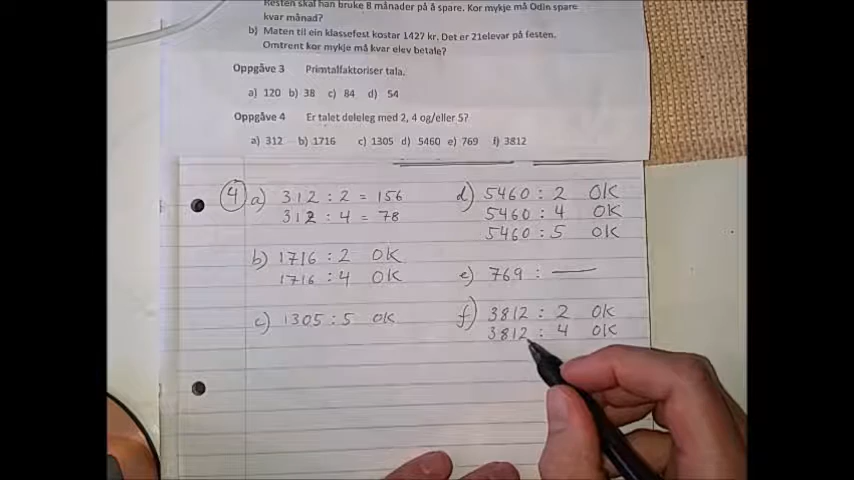 Resten skal han bruke 8 månader på å spare. Kor mykje må Odin spare
kvar månad?
b) Maten til ein klassefest kostar 1427 kr. Det er 21elevar på festen.
Omtrent kor mykje må kvar elev betale?
Oppgåve 3 Primtalfaktoriser tala.
a) 120 b) 38 c) 84 d) 54
Oppgåve 4 Er talet deleleg med 2, 4 og/eller 5?
a) 312 b) 1716 c) 1305 d) 5460 e) 769 f) 3812
4 a) 312 : 2 = 156
312 : 4 = 78
b) 1716 : 2 OK
1716 : 4 OK
c) 1305 : 5 OK
d) 5460 : 2 OK
5460 : 4 OK
5460 : 5 OK
e) 769 : —
f) 3812 : 2 OK
3812 : 4 OK